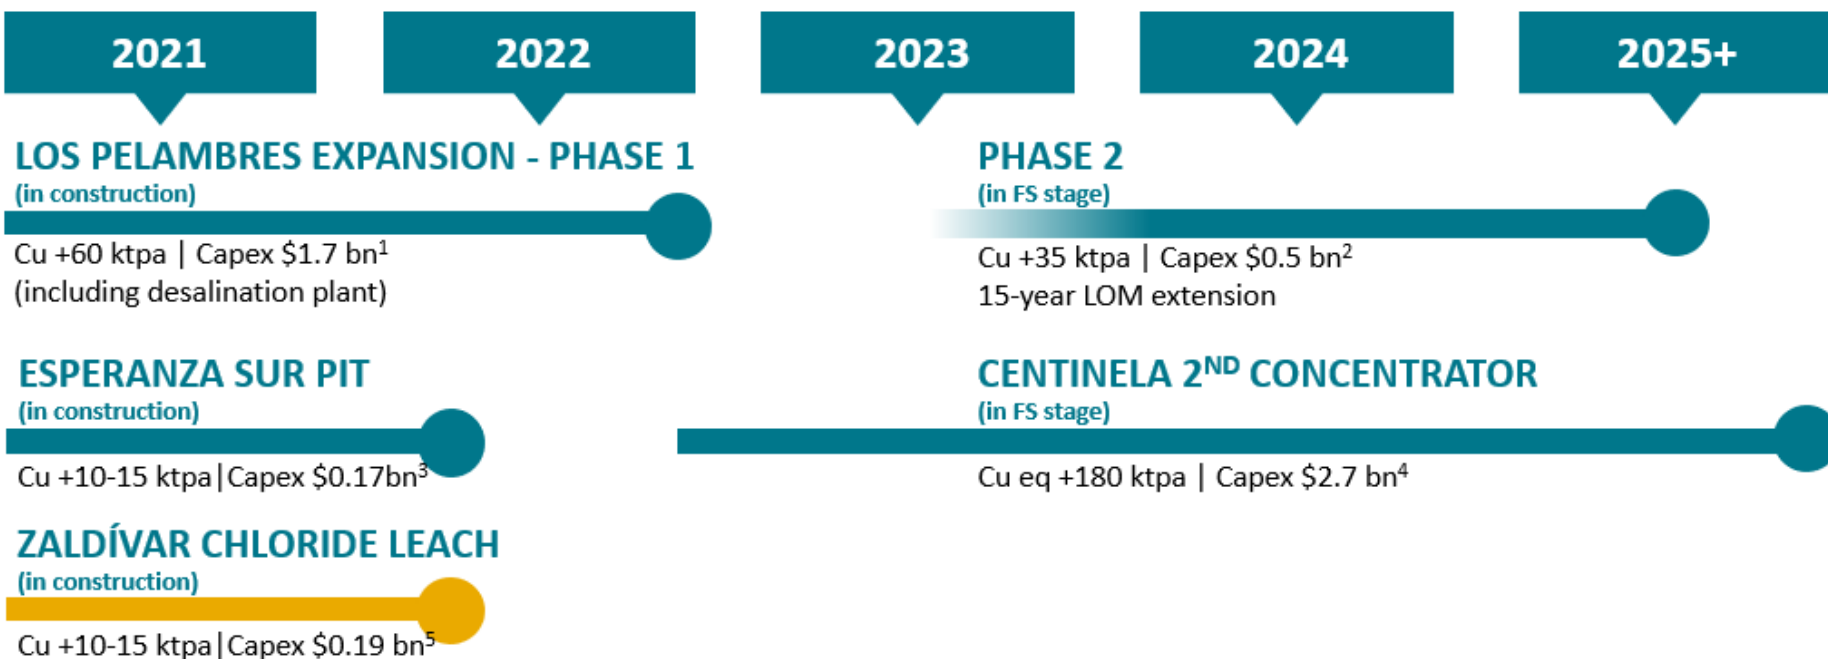 2021
2022
2023
2024
2025+
LOS PELAMBRES EXPANSION - PHASE 1
(in construction)
Cu +60 ktpa | Capex $1.7 bn¹
(including desalination plant)
PHASE 2
(in FS stage)
Cu +35 ktpa | Capex $0.5 bn²
15-year LOM extension
ESPERANZA SUR PIT
(in construction)
Cu +10-15 ktpa|Capex $0.17bn³
CENTINELA 2ᴺᴰ CONCENTRATOR
(in FS stage)
Cu eq +180 ktpa | Capex $2.7 bn⁴
ZALDÍVAR CHLORIDE LEACH
(in construction)
Cu +10-15 ktpa|Capex $0.19 bn⁵